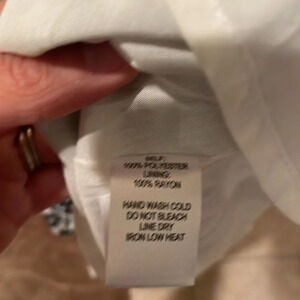 SELF:
100% POLYESTER
LINING:
100% RAYON
HAND WASH COLD
DO NOT BLEACH
LINE DRY
IRON LOW HEAT